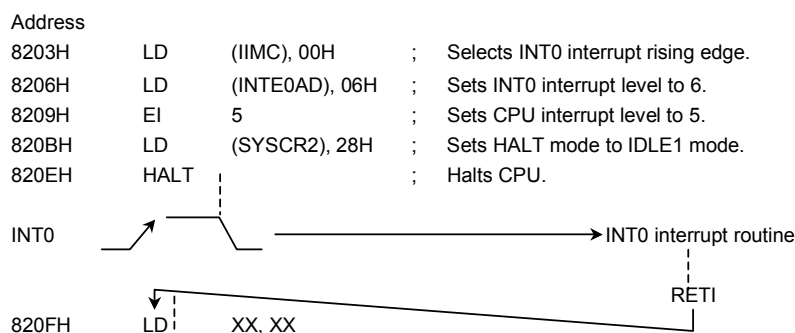 Address
8203H LD (IIMC), 00H ; Selects INT0 interrupt rising edge.
8206H LD (INTE0AD), 06H ; Sets INT0 interrupt level to 6.
8209H EI 5 ; Sets CPU interrupt level to 5.
820BH LD (SYSCR2), 28H ; Sets HALT mode to IDLE1 mode.
820EH HALT ; Halts CPU.
INT0 INT0 interrupt routine
RETI
820FH LD XX, XX